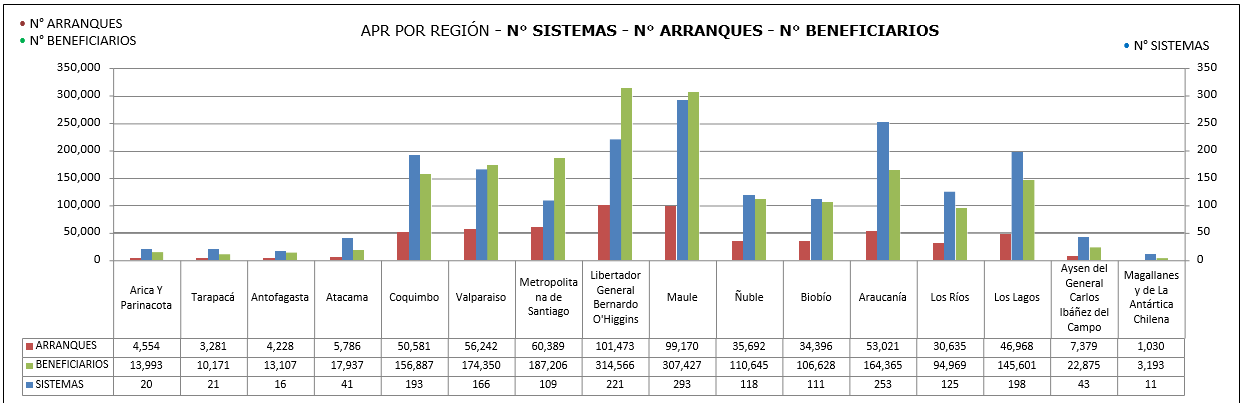 • N° ARRANQUES
• N° BENEFICIARIOS
APR POR REGIÓN - N° SISTEMAS - N° ARRANQUES - N° BENEFICIARIOS
• N° SISTEMAS
350,000 350
300,000 300
250,000 250
200,000 200
150,000 150
100,000 100
50,000 50
0 0
Arica Y
Parinacota
Tarapacá
Antofagasta
Atacama
Coquimbo
Valparaiso
Metropolita
na de
Santiago
Libertador
General
Bernardo
O'Higgins
Maule
Ñuble
Biobío
Araucanía
Los Ríos
Los Lagos
Aysen del
General
Carlos
Ibáñez del
Campo
Magallanes
y de La
Antártica
Chilena
ARRANQUES 4,554 3,281 4,228 5,786 50,581 56,242 60,389 101,473 99,170 35,692 34,396 53,021 30,635 46,968 7,379 1,030
BENEFICIARIOS 13,993 10,171 13,107 17,937 156,887 174,350 187,206 314,566 307,427 110,645 106,628 164,365 94,969 145,601 22,875 3,193
SISTEMAS 20 21 16 41 193 166 109 221 293 118 111 253 125 198 43 11